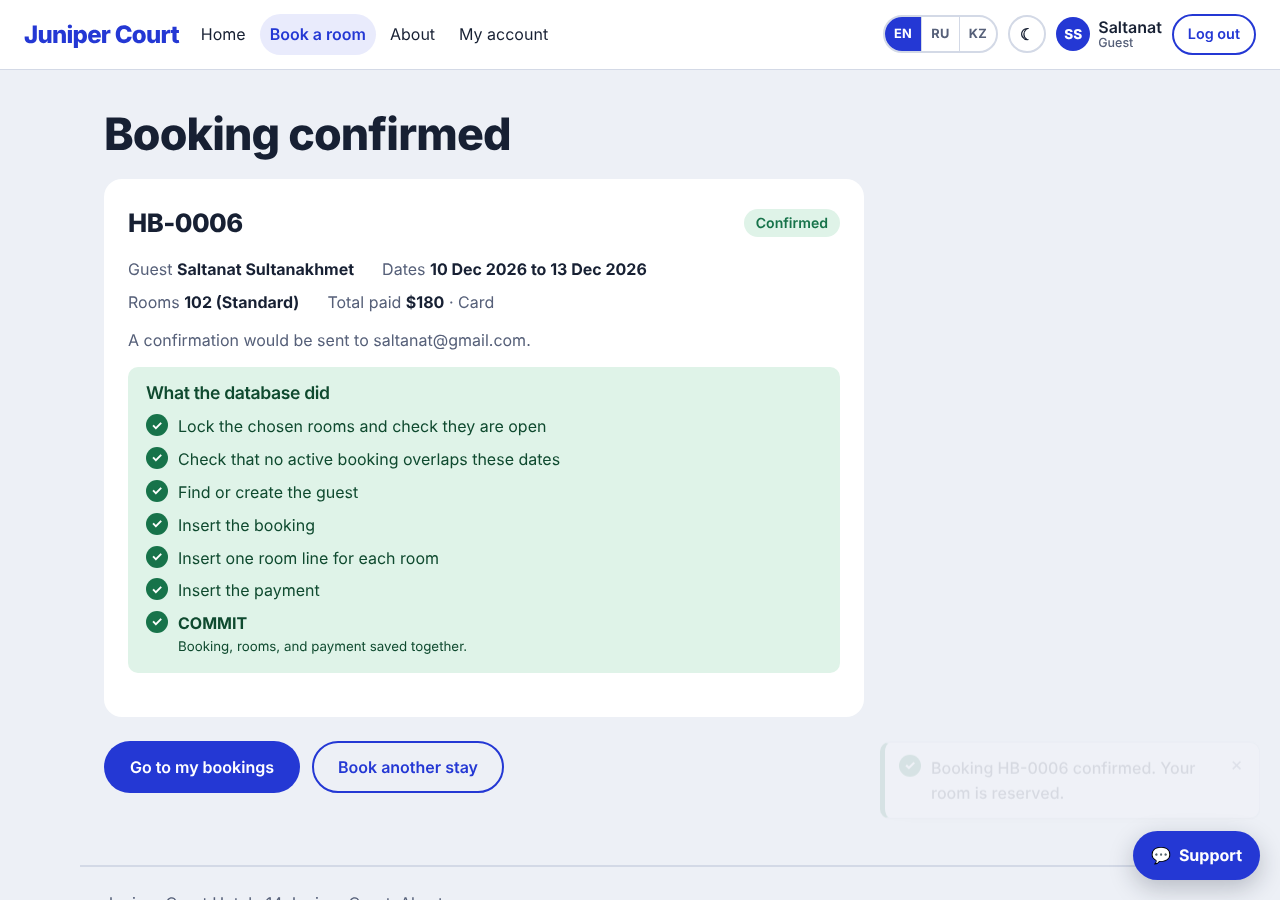 Juniper Court Home Book a room About My account EN RU KZ SS Saltanat Log out
Guest
Booking confirmed
HB-0006 Confirmed
Guest Saltanat Sultanakhmet Dates 10 Dec 2026 to 13 Dec 2026
Rooms 102 (Standard) Total paid $180 · Card
A confirmation would be sent to saltanat@gmail.com.
What the database did
Lock the chosen rooms and check they are open
Check that no active booking overlaps these dates
Find or create the guest
Insert the booking
Insert one room line for each room
Insert the payment
COMMIT
Booking, rooms, and payment saved together.
Go to my bookings Book another stay
Booking HB-0006 confirmed. Your
room is reserved.
Support